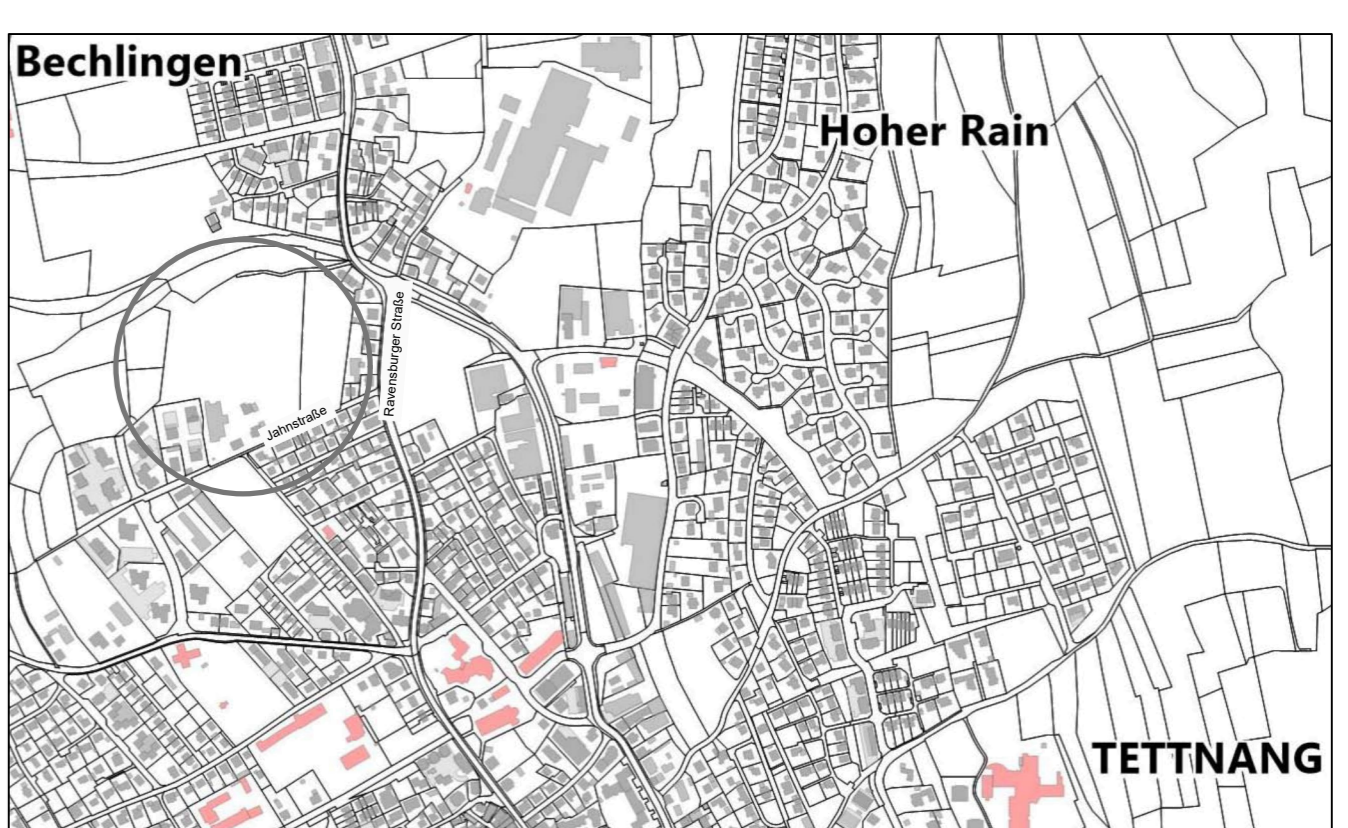 Bechlingen
Hoher Rain
Ravensburger Straße
Jahnstraße
TETTNANG